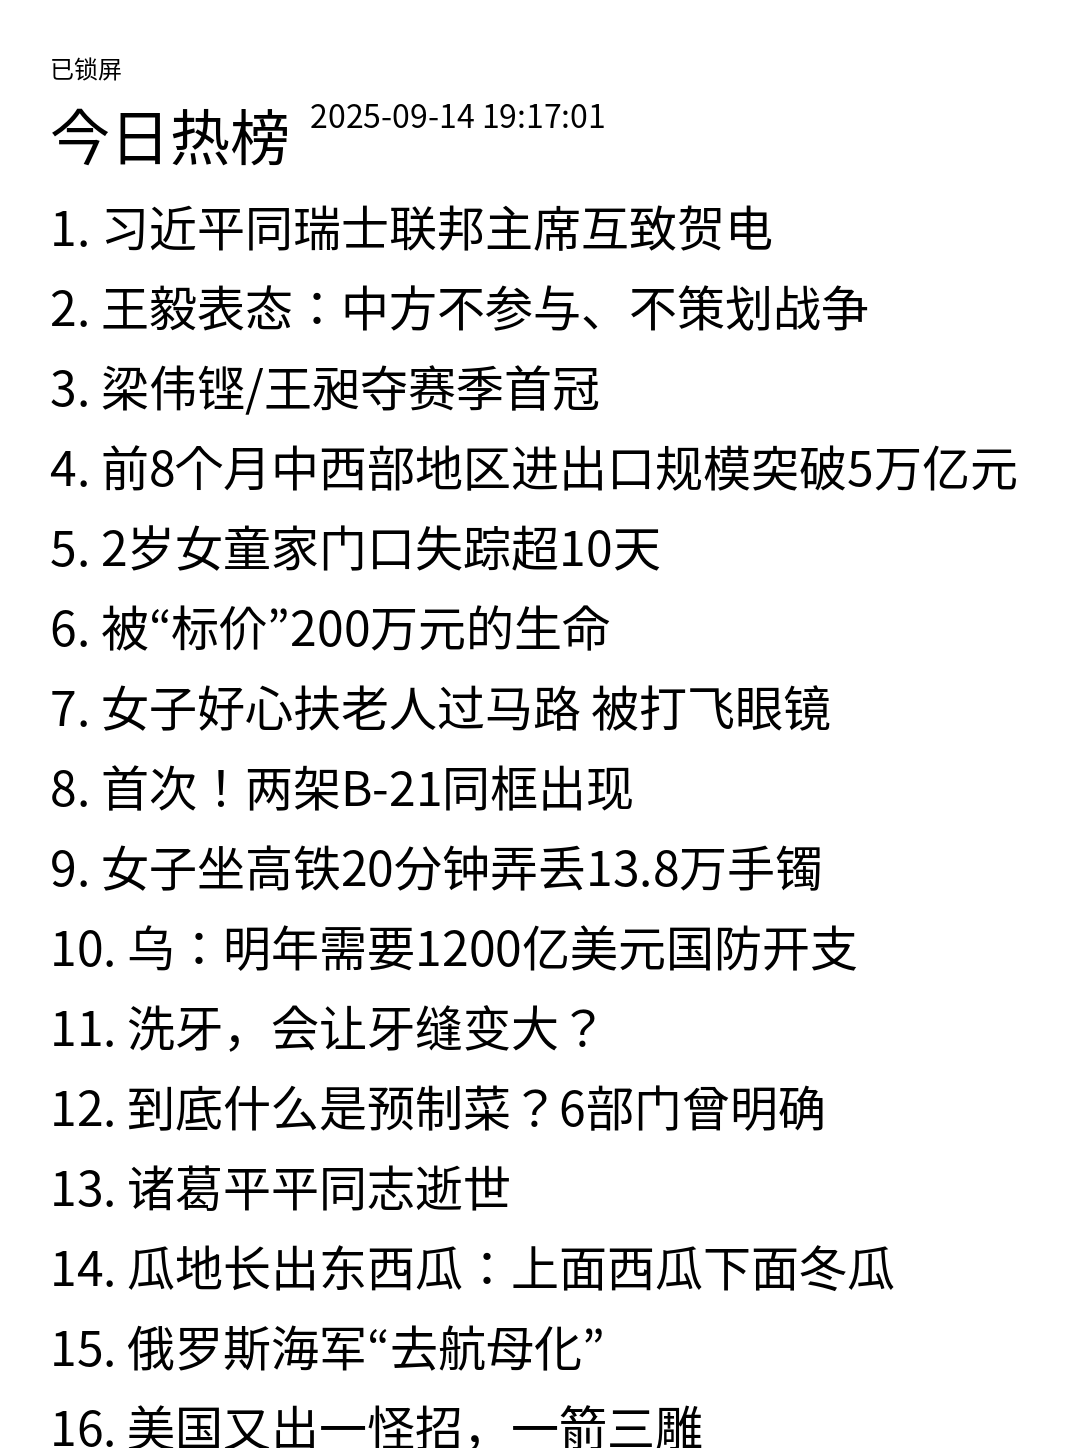 已锁屏
今日热榜 2025-09-14 19:17:01
1. 习近平同瑞士联邦主席互致贺电
2. 王毅表态：中方不参与、不策划战争
3. 梁伟铿/王昶夺赛季首冠
4. 前8个月中西部地区进出口规模突破5万亿元
5. 2岁女童家门口失踪超10天
6. 被“标价”200万元的生命
7. 女子好心扶老人过马路 被打飞眼镜
8. 首次！两架B-21同框出现
9. 女子坐高铁20分钟弄丢13.8万手镯
10. 乌：明年需要1200亿美元国防开支
11. 洗牙，会让牙缝变大？
12. 到底什么是预制菜？6部门曾明确
13. 诸葛平平同志逝世
14. 瓜地长出东西瓜：上面西瓜下面冬瓜
15. 俄罗斯海军“去航母化”
16. 美国又出一怪招，一箭三雕